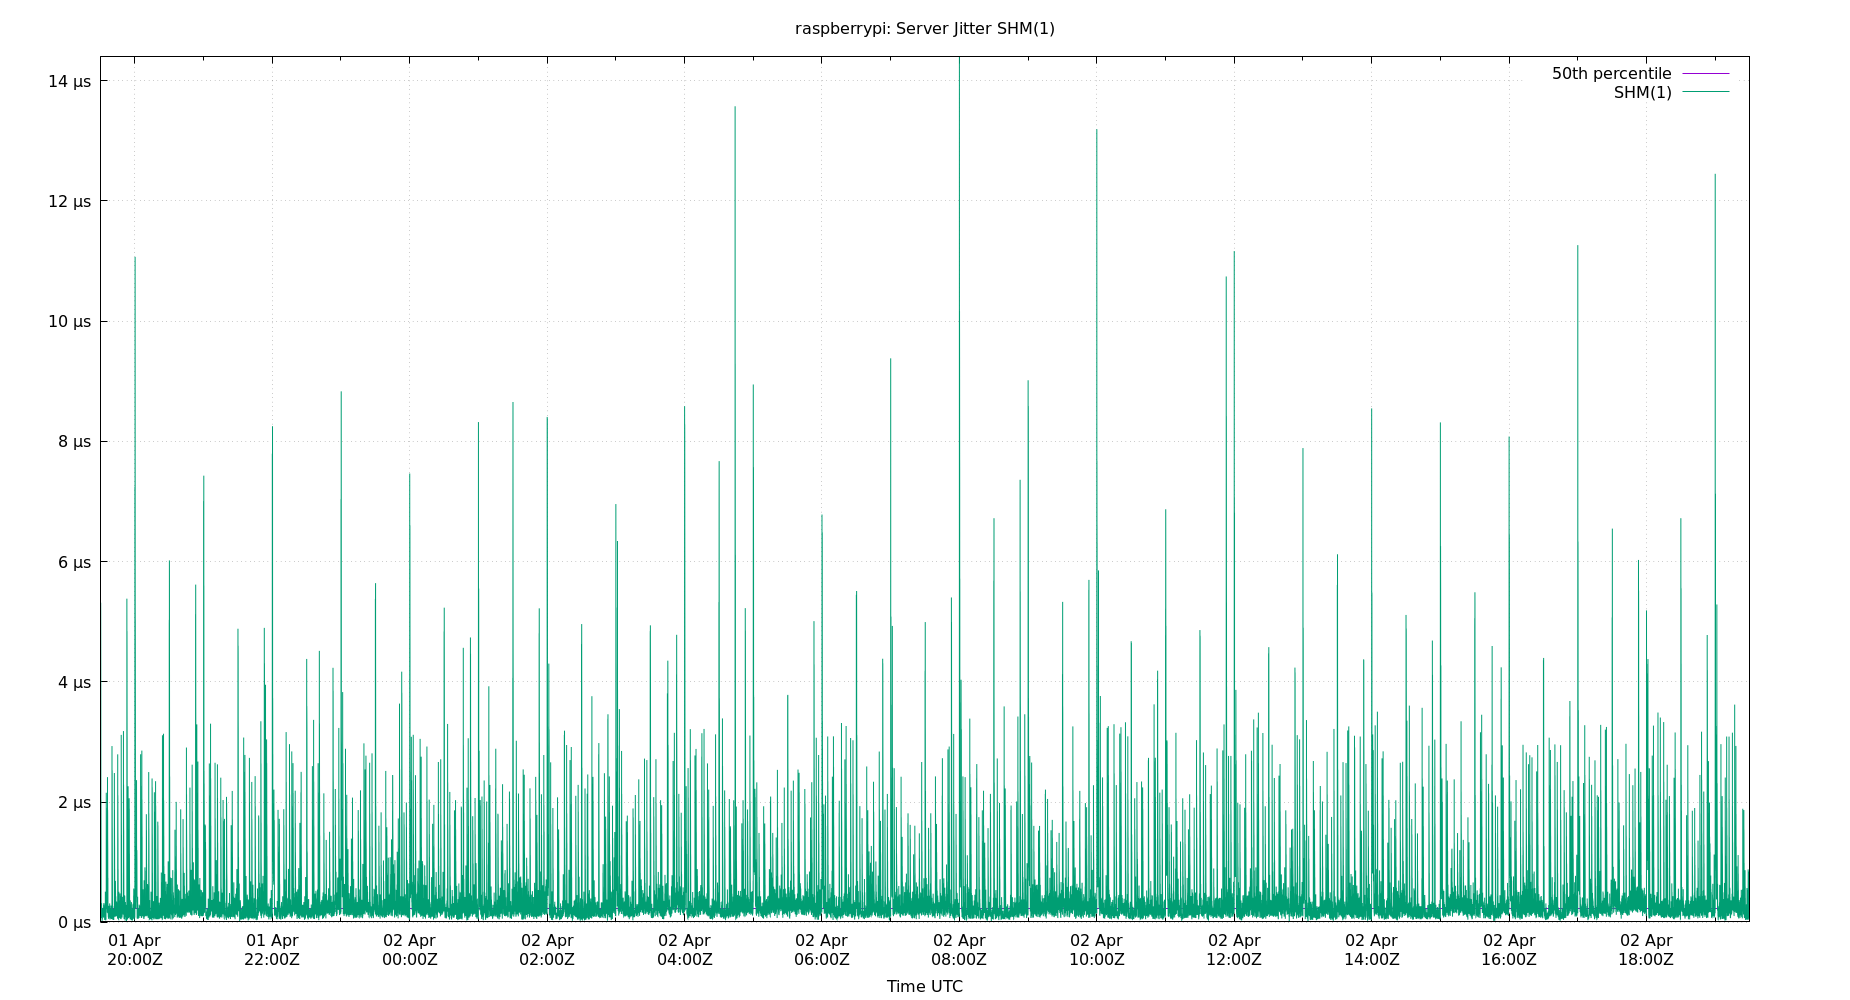 raspberrypi: Server Jitter SHM(1)
50th percentile
SHM(1)
14 µs
12 µs
10 µs
8 µs
6 µs
4 µs
2 µs
0 µs
01 Apr 01 Apr 02 Apr 02 Apr 02 Apr 02 Apr 02 Apr 02 Apr 02 Apr 02 Apr 02 Apr 02 Apr
20:00Z 22:00Z 00:00Z 02:00Z 04:00Z 06:00Z 08:00Z 10:00Z 12:00Z 14:00Z 16:00Z 18:00Z
Time UTC